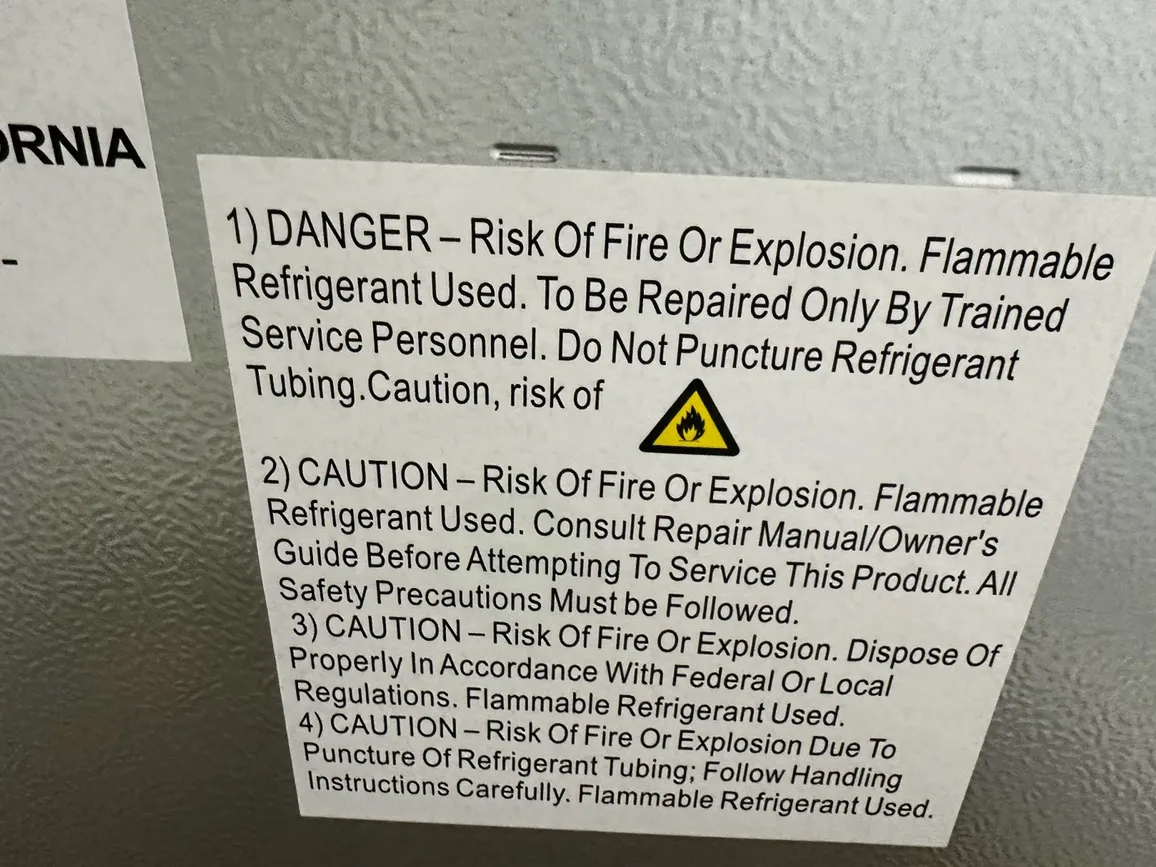 ORNIA
-
1) DANGER – Risk Of Fire Or Explosion. Flammable
Refrigerant Used. To Be Repaired Only By Trained
Service Personnel. Do Not Puncture Refrigerant
Tubing.Caution, risk of
2) CAUTION – Risk Of Fire Or Explosion. Flammable
Refrigerant Used. Consult Repair Manual/Owner's
Guide Before Attempting To Service This Product. All
Safety Precautions Must be Followed.
3) CAUTION – Risk Of Fire Or Explosion. Dispose Of
Properly In Accordance With Federal Or Local
Regulations. Flammable Refrigerant Used.
4) CAUTION – Risk Of Fire Or Explosion Due To
Puncture Of Refrigerant Tubing; Follow Handling
Instructions Carefully. Flammable Refrigerant Used.